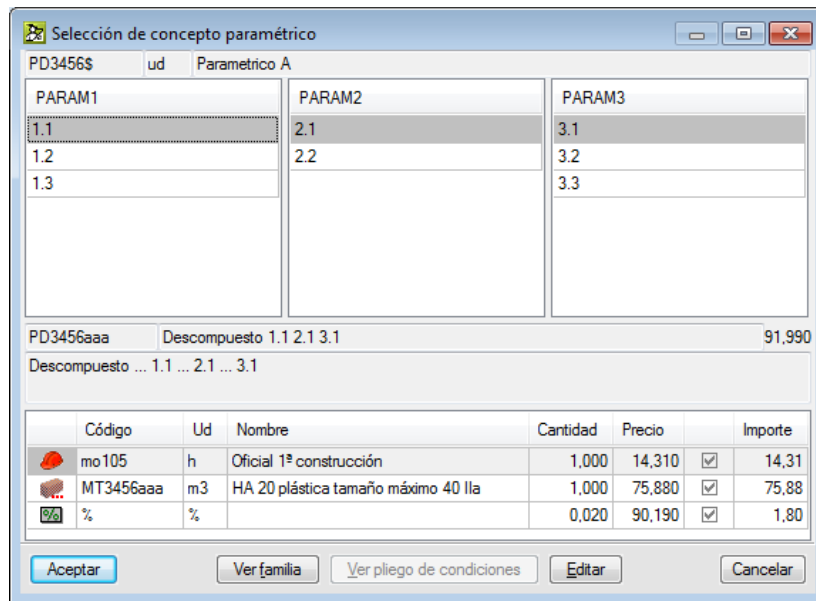 Selección de concepto paramétrico
PD3456$ ud Parametrico A
PARAM1 PARAM2 PARAM3
1.1 2.1 3.1
1.2 2.2 3.2
1.3 3.3
PD3456aaa Descompuesto 1.1 2.1 3.1 91,990
Descompuesto ... 1.1 ... 2.1 ... 3.1
Código Ud Nombre Cantidad Precio Importe
mo105 h Oficial 1ª construcción 1,000 14,310 14,31
MT3456aaa m3 HA 20 plástica tamaño máximo 40 IIa 1,000 75,880 75,88
% % % 0,020 90,190 1,80
Aceptar Ver familia Ver pliego de condiciones Editar Cancelar